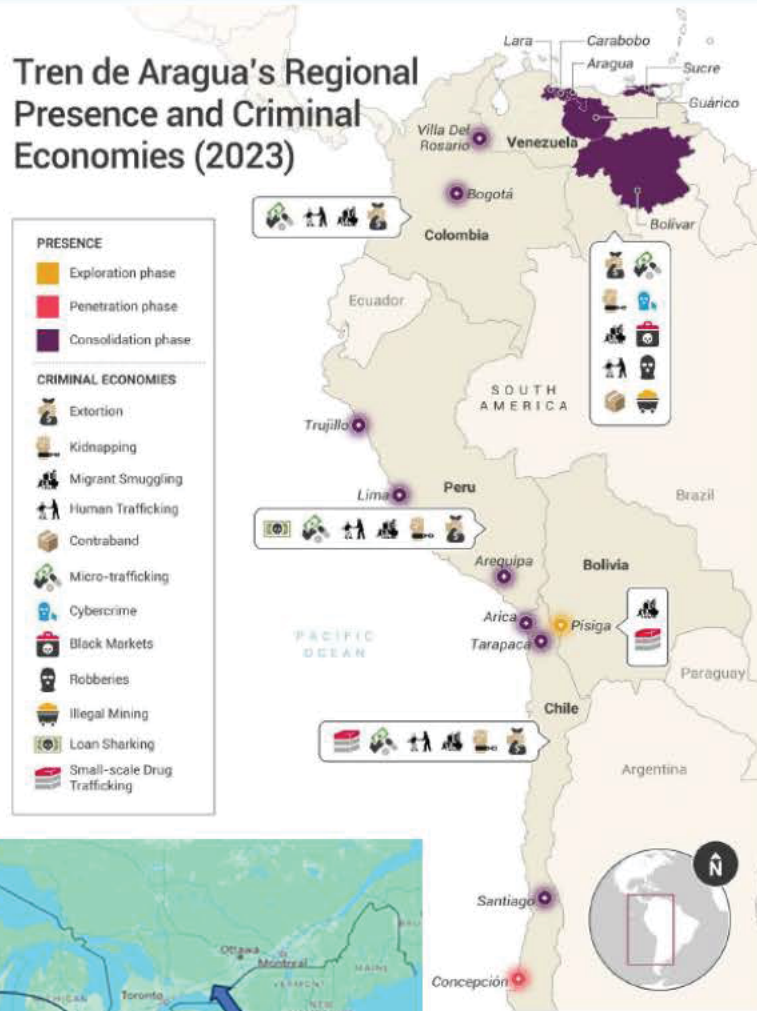 Tren de Aragua's Regional
Presence and Criminal
Economies (2023)
PRESENCE
Exploration phase
Penetration phase
Consolidation phase
CRIMINAL ECONOMIES
Extortion
Kidnapping
Migrant Smuggling
Human Trafficking
Contraband
Micro-trafficking
Cybercrime
Black Markets
Robberies
Illegal Mining
Loan Sharking
Small-scale Drug
Trafficking
Lara
Carabobo
Aragua
Sucre
Guárico
Villa Del
Rosario
Venezuela
Bogotá
Bolívar
Colombia
Ecuador
SOUTH
AMERICA
Trujillo
Lima
Peru
Brazil
Arequipa
Bolivia
Arica
Pisiga
Tarapacá
PACIFIC
OCEAN
Paraguay
Chile
Argentina
N
Santiago
Concepción
Ottawa
Montreal
MAINE
VERMONT
Toronto
NEW